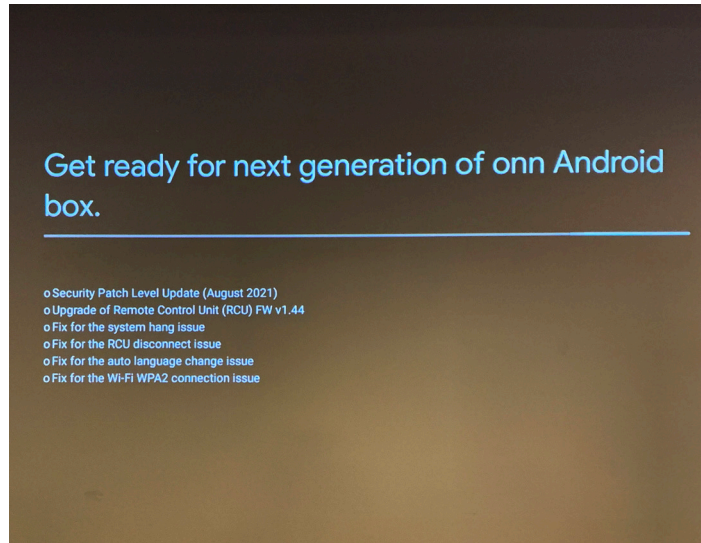 Get ready for next generation of onn Android
box.
o Security Patch Level Update (August 2021)
o Upgrade of Remote Control Unit (RCU) FW v1.44
o Fix for the system hang issue
o Fix for the RCU disconnect issue
o Fix for the auto language change issue
o Fix for the Wi-Fi WPA2 connection issue